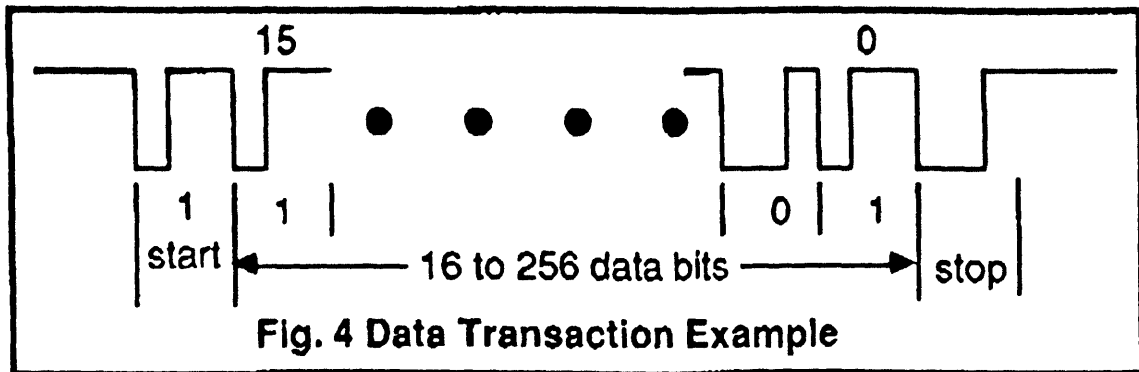 15 0
1 1 0 1
start 16 to 256 data bits stop
Fig. 4 Data Transaction Example